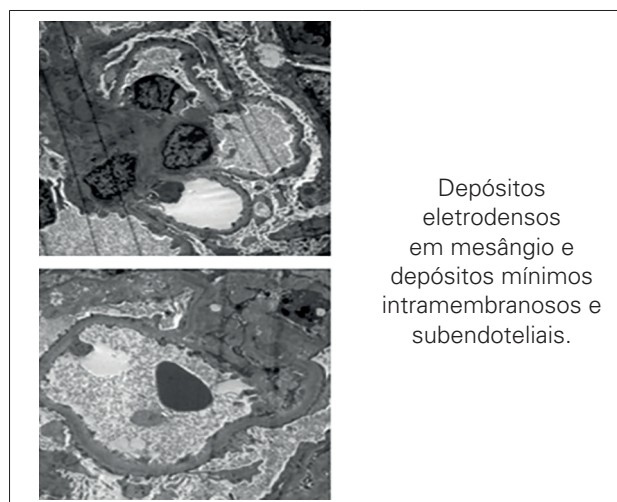 Depósitos
eletrodensos
em mesângio e
depósitos mínimos
intramembranosos e
subendoteliais.